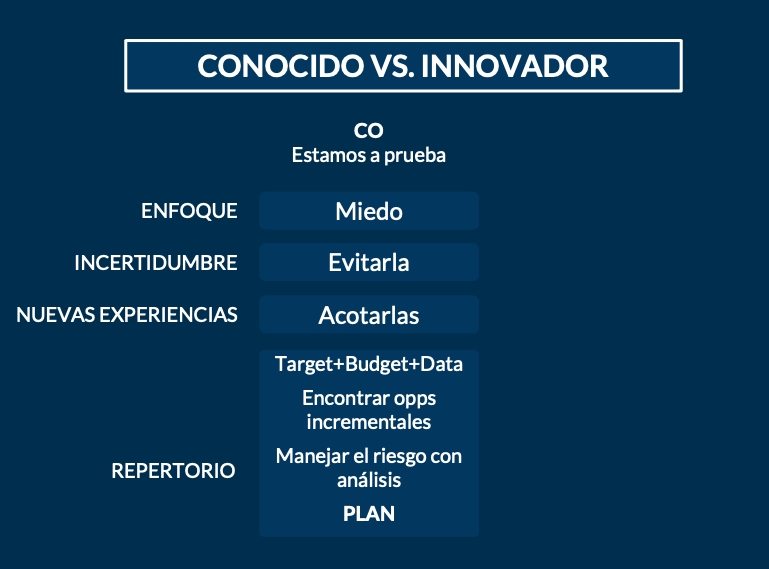 CONOCIDO VS. INNOVADOR
CO
Estamos a prueba
ENFOQUE
Miedo
INCERTIDUMBRE
Evitarla
NUEVAS EXPERIENCIAS
Acotarlas
REPERTORIO
Target+Budget+Data
Encontrar opps
incrementales
Manejar el riesgo con
análisis
PLAN